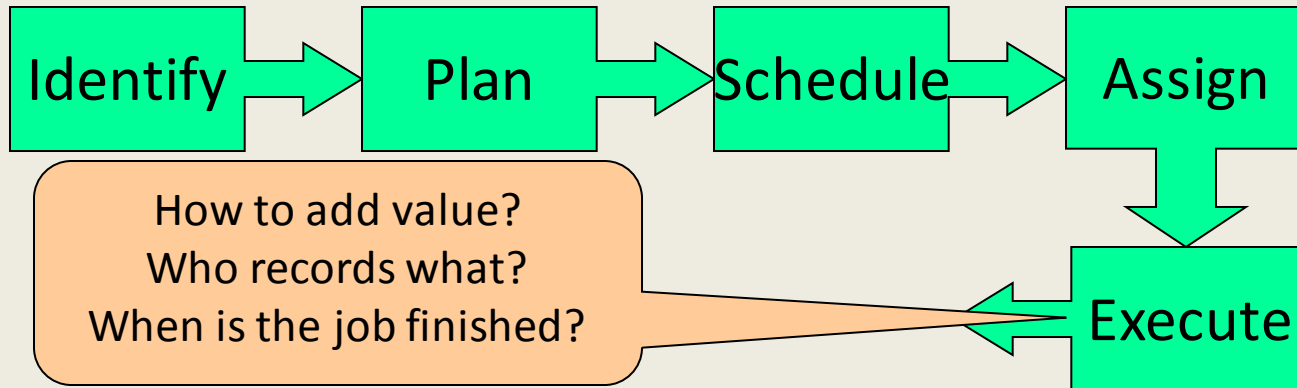 Identify
Plan
Schedule
Assign
How to add value?
Who records what?
When is the job finished?
Execute